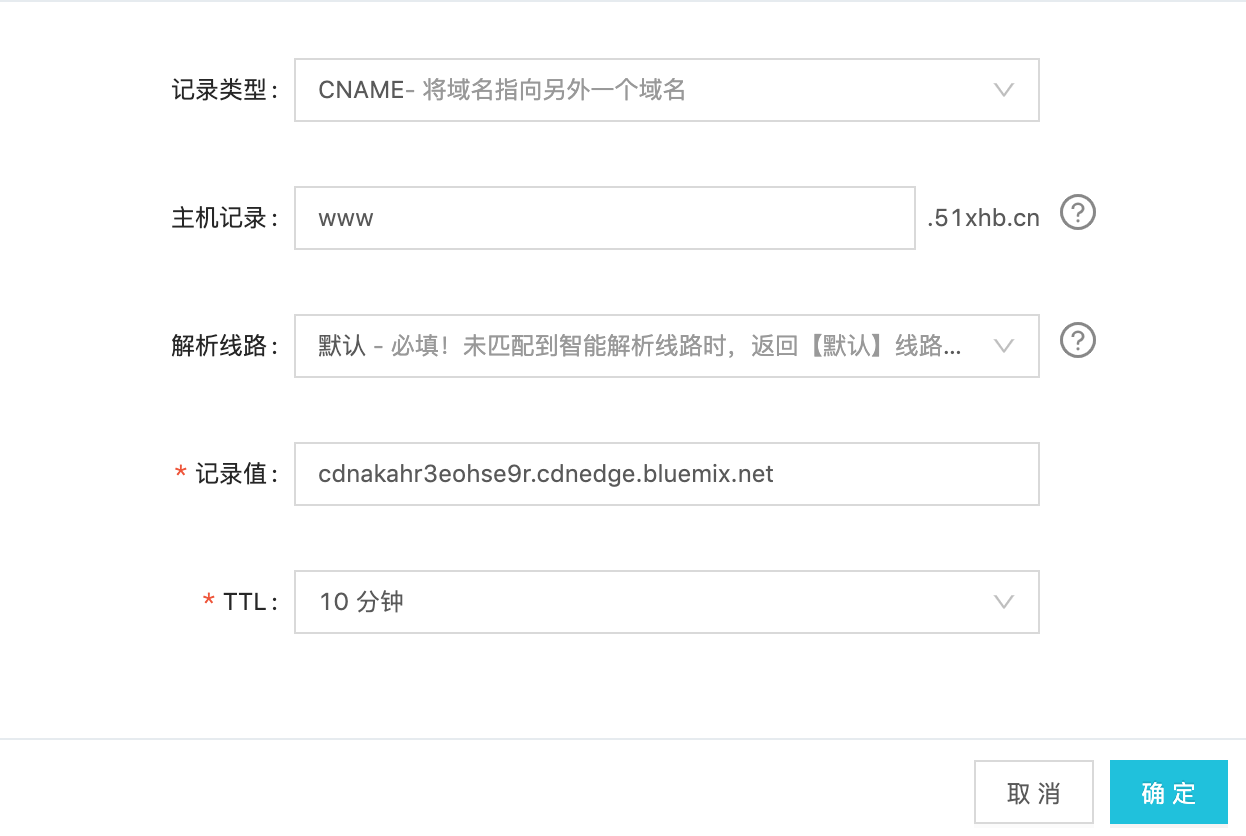 记录类型: CNAME- 将域名指向另外一个域名
主机记录: www .51xhb.cn ?
解析线路: 默认 - 必填！未匹配到智能解析线路时，返回【默认】线路... ?
* 记录值: cdnakahr3eohse9r.cdnedge.bluemix.net
* TTL: 10 分钟
取 消 确 定